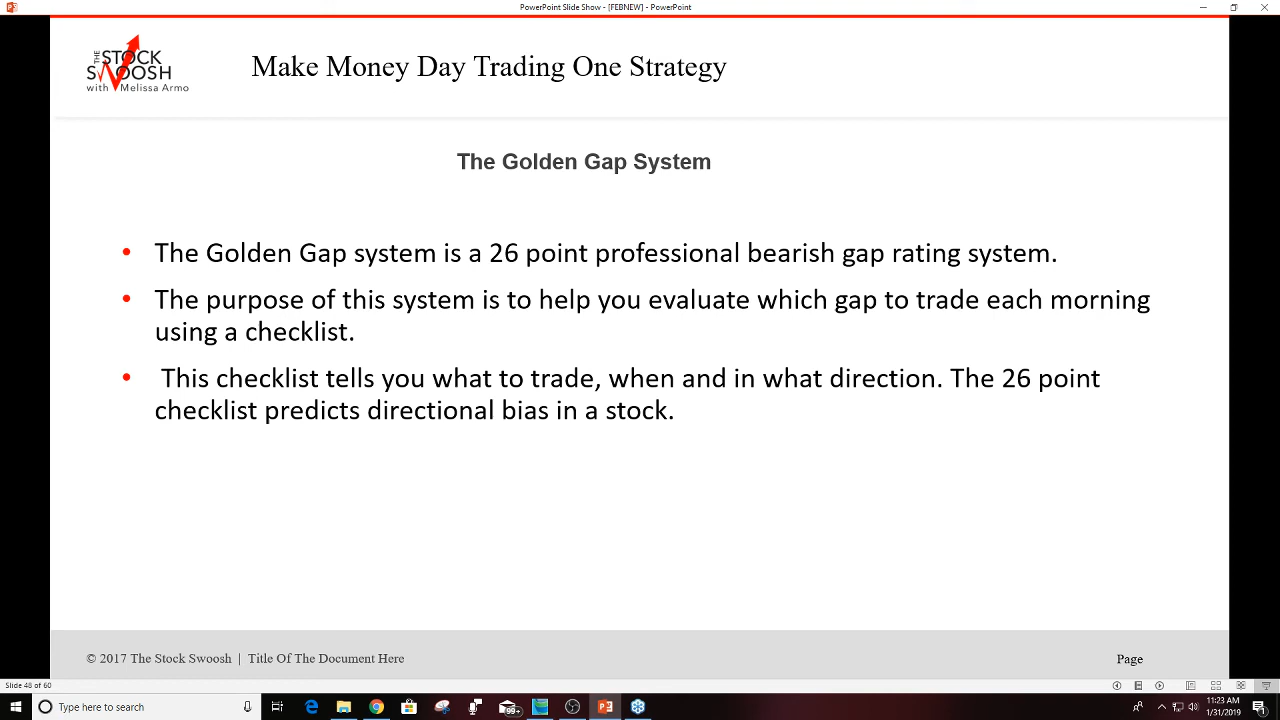 PowerPoint Slide Show - [FEBNEW] - PowerPoint
THE STOCK
SWOOSH
with Melissa Armo
Make Money Day Trading One Strategy
The Golden Gap System
• The Golden Gap system is a 26 point professional bearish gap rating system.
• The purpose of this system is to help you evaluate which gap to trade each morning
using a checklist.
• This checklist tells you what to trade, when and in what direction. The 26 point
checklist predicts directional bias in a stock.
© 2017 The Stock Swoosh | Title Of The Document Here
Page
Slide 48 of 60
Type here to search
99+
11:23 AM
1/31/2019
1